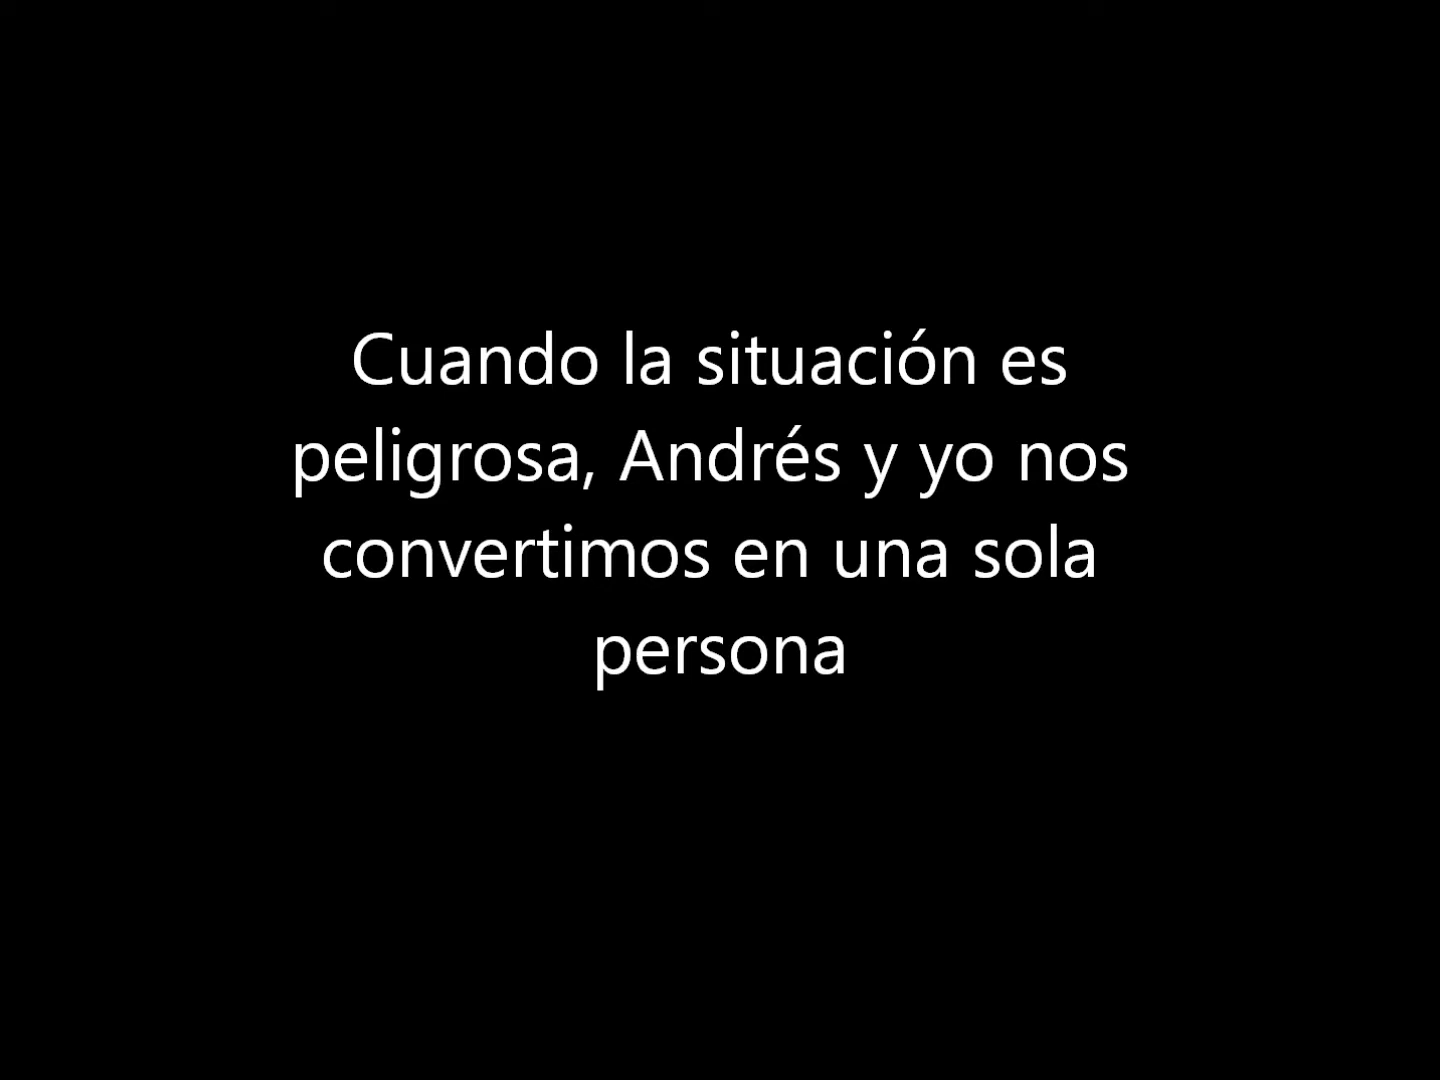 Cuando la situación es
peligrosa, Andrés y yo nos
convertimos en una sola
persona